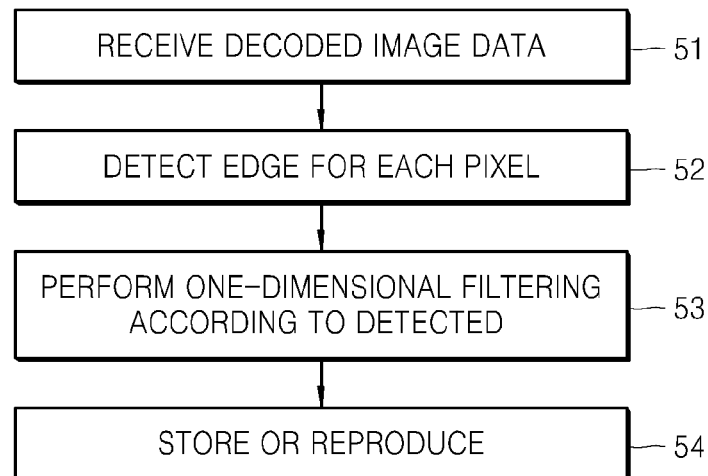 RECEIVE DECODED IMAGE DATA
51
DETECT EDGE FOR EACH PIXEL
52
PERFORM ONE-DIMENSIONAL FILTERING
ACCORDING TO DETECTED
53
STORE OR REPRODUCE
54